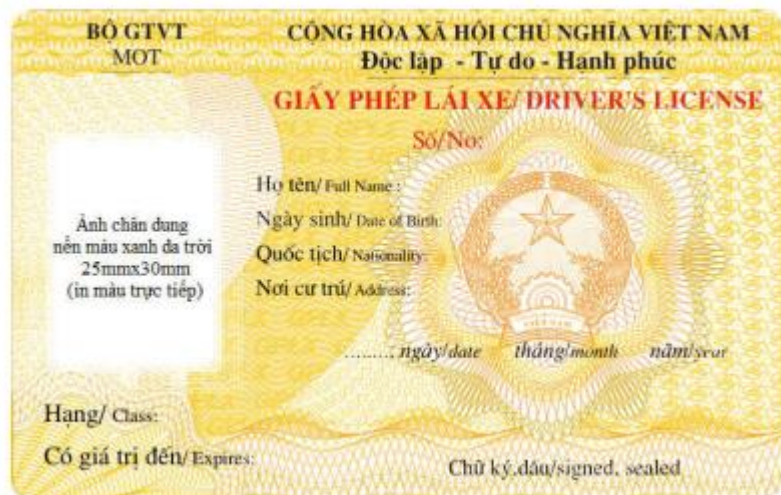 BỘ GTVT
MOT
CỘNG HÒA XÃ HỘI CHỦ NGHĨA VIỆT NAM
Độc lập - Tự do - Hạnh phúc
GIẤY PHÉP LÁI XE/ DRIVER'S LICENSE
Số/No:
Ảnh chân dung
nền màu xanh da trời
25mmx30mm
(in màu trực tiếp)
Họ tên/ Full Name :
Ngày sinh/ Date of Birth:
Quốc tịch/ Nationality:
Nơi cư trú/ Address:
VIỆT NAM
........., ngày/date tháng/month năm/year
Hạng/ Class:
Có giá trị đến/ Expires:
Chữ ký,dấu/signed, sealed